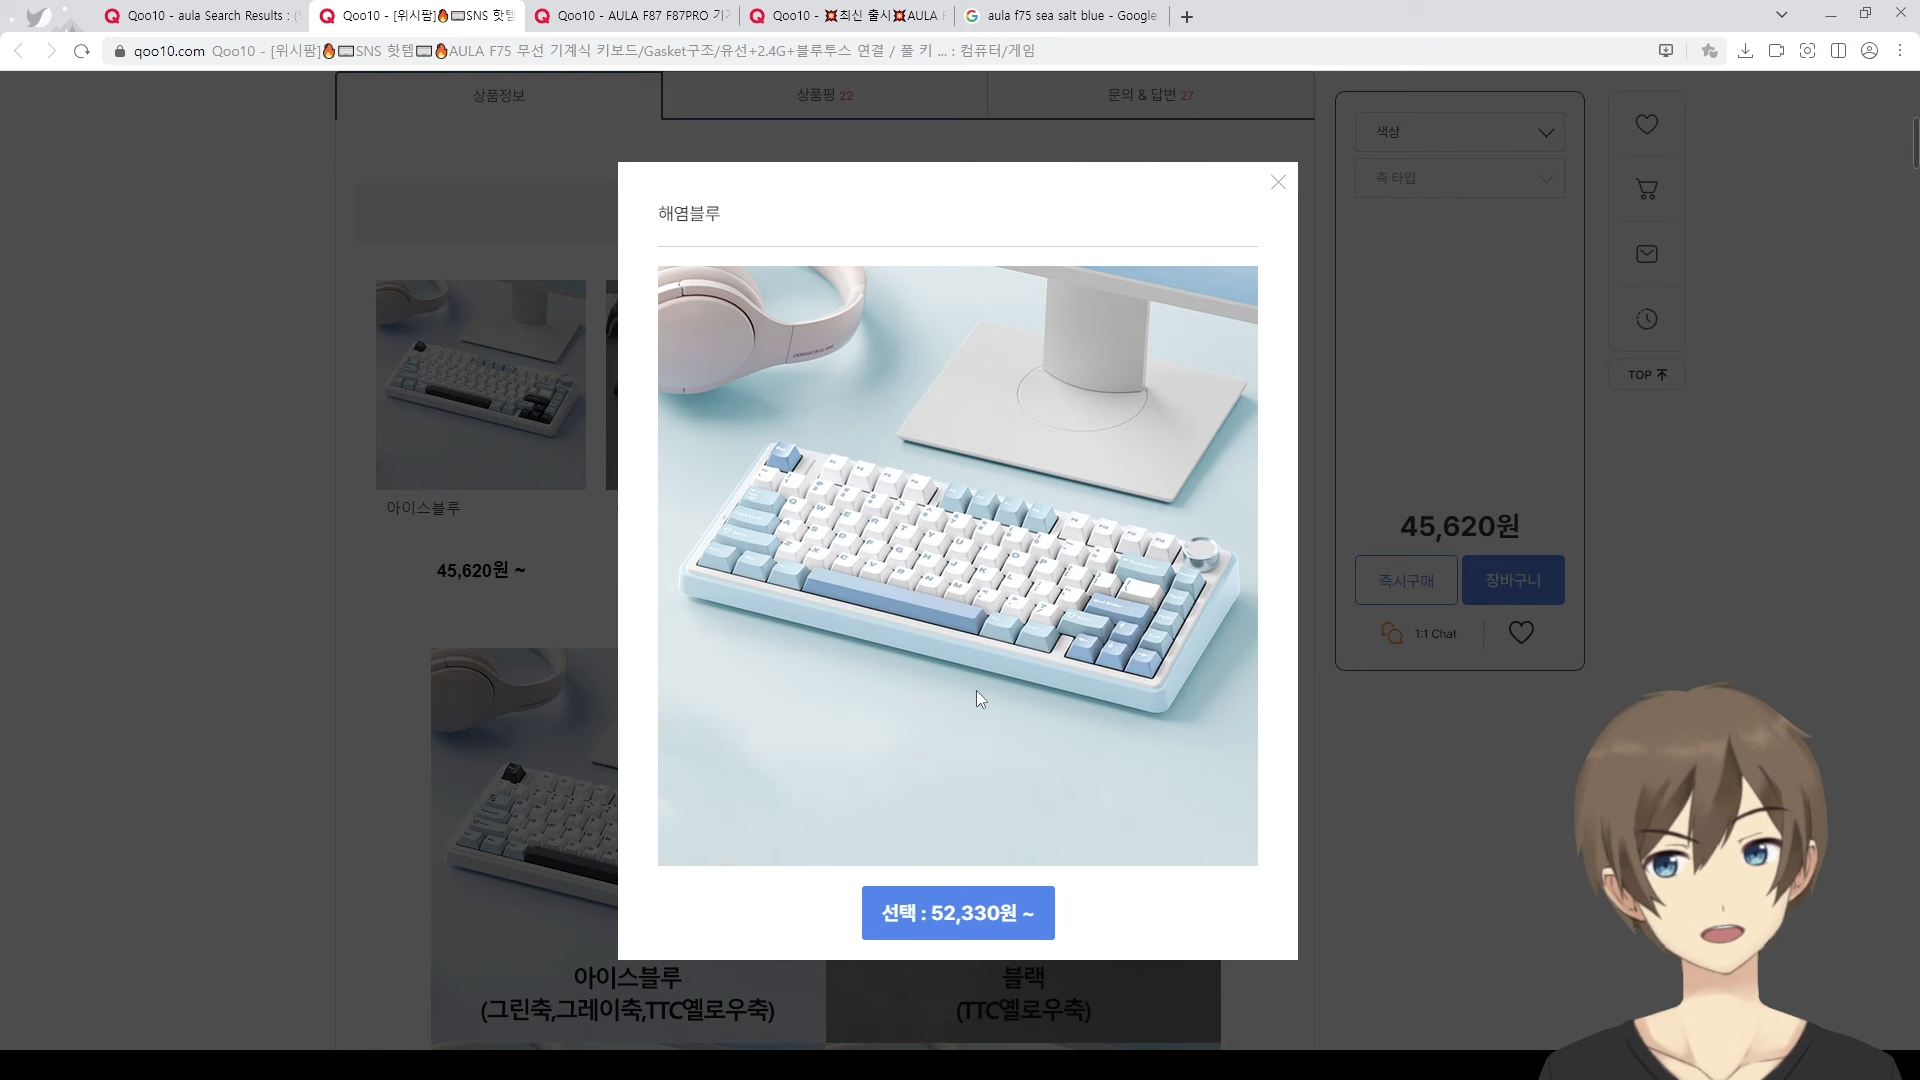 Qoo10 - aula Search Results : (
Qoo10 - [위시팜]🔥⌨️SNS 핫템
Qoo10 - AULA F87 F87PRO 기
Qoo10 - 💥최신 출시💥AULA F
aula f75 sea salt blue - Google
qoo10.com Qoo10 - [위시팜]🔥⌨️SNS 핫템⌨️🔥AULA F75 무선 기계식 키보드/Gasket구조/유선+2.4G+블루투스 연결 / 풀 키 ... : 컴퓨터/게임
상품정보
상품평 22
문의 & 답변 27
색상
축 타입
해염블루
TOP
아이스블루
45,620원 ~
45,620원
즉시구매
장바구니
1:1 Chat
선택 : 52,330원 ~
아이스블루
(그린축,그레이축,TTC옐로우축)
블랙
(TTC옐로우축)